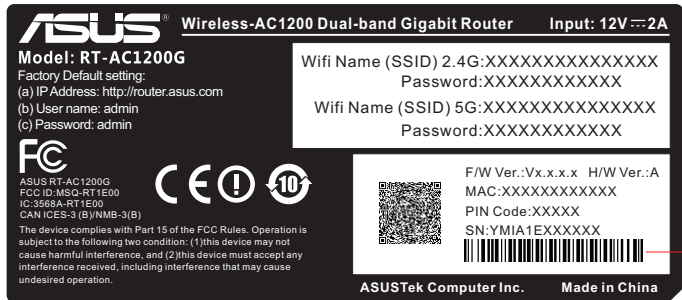 ASUS® Wireless-AC1200 Dual-band Gigabit Router Input: 12V⎓2A
Model: RT-AC1200G
Factory Default setting:
(a) IP Address: http://router.asus.com
(b) User name: admin
(c) Password: admin
Wifi Name (SSID) 2.4G:XXXXXXXXXXXXXXX
Password:XXXXXXXXXXXX
Wifi Name (SSID) 5G:XXXXXXXXXXXXXXX
Password:XXXXXXXXXXXX
FC
CE
10
ASUS RT-AC1200G
FCC ID:MSQ-RT1E00
IC:3568A-RT1E00
CAN ICES-3 (B)/NMB-3(B)
The device complies with Part 15 of the FCC Rules. Operation is
subject to the following two condition: (1)this device may not
cause harmful interference, and (2)this device must accept any
interference received, including interference that may cause
undesired operation.
F/W Ver.:Vx.x.x.x H/W Ver.:A
MAC:XXXXXXXXXXXX
PIN Code:XXXXX
SN:YMIA1EXXXXXX
ASUSTek Computer Inc. Made in China